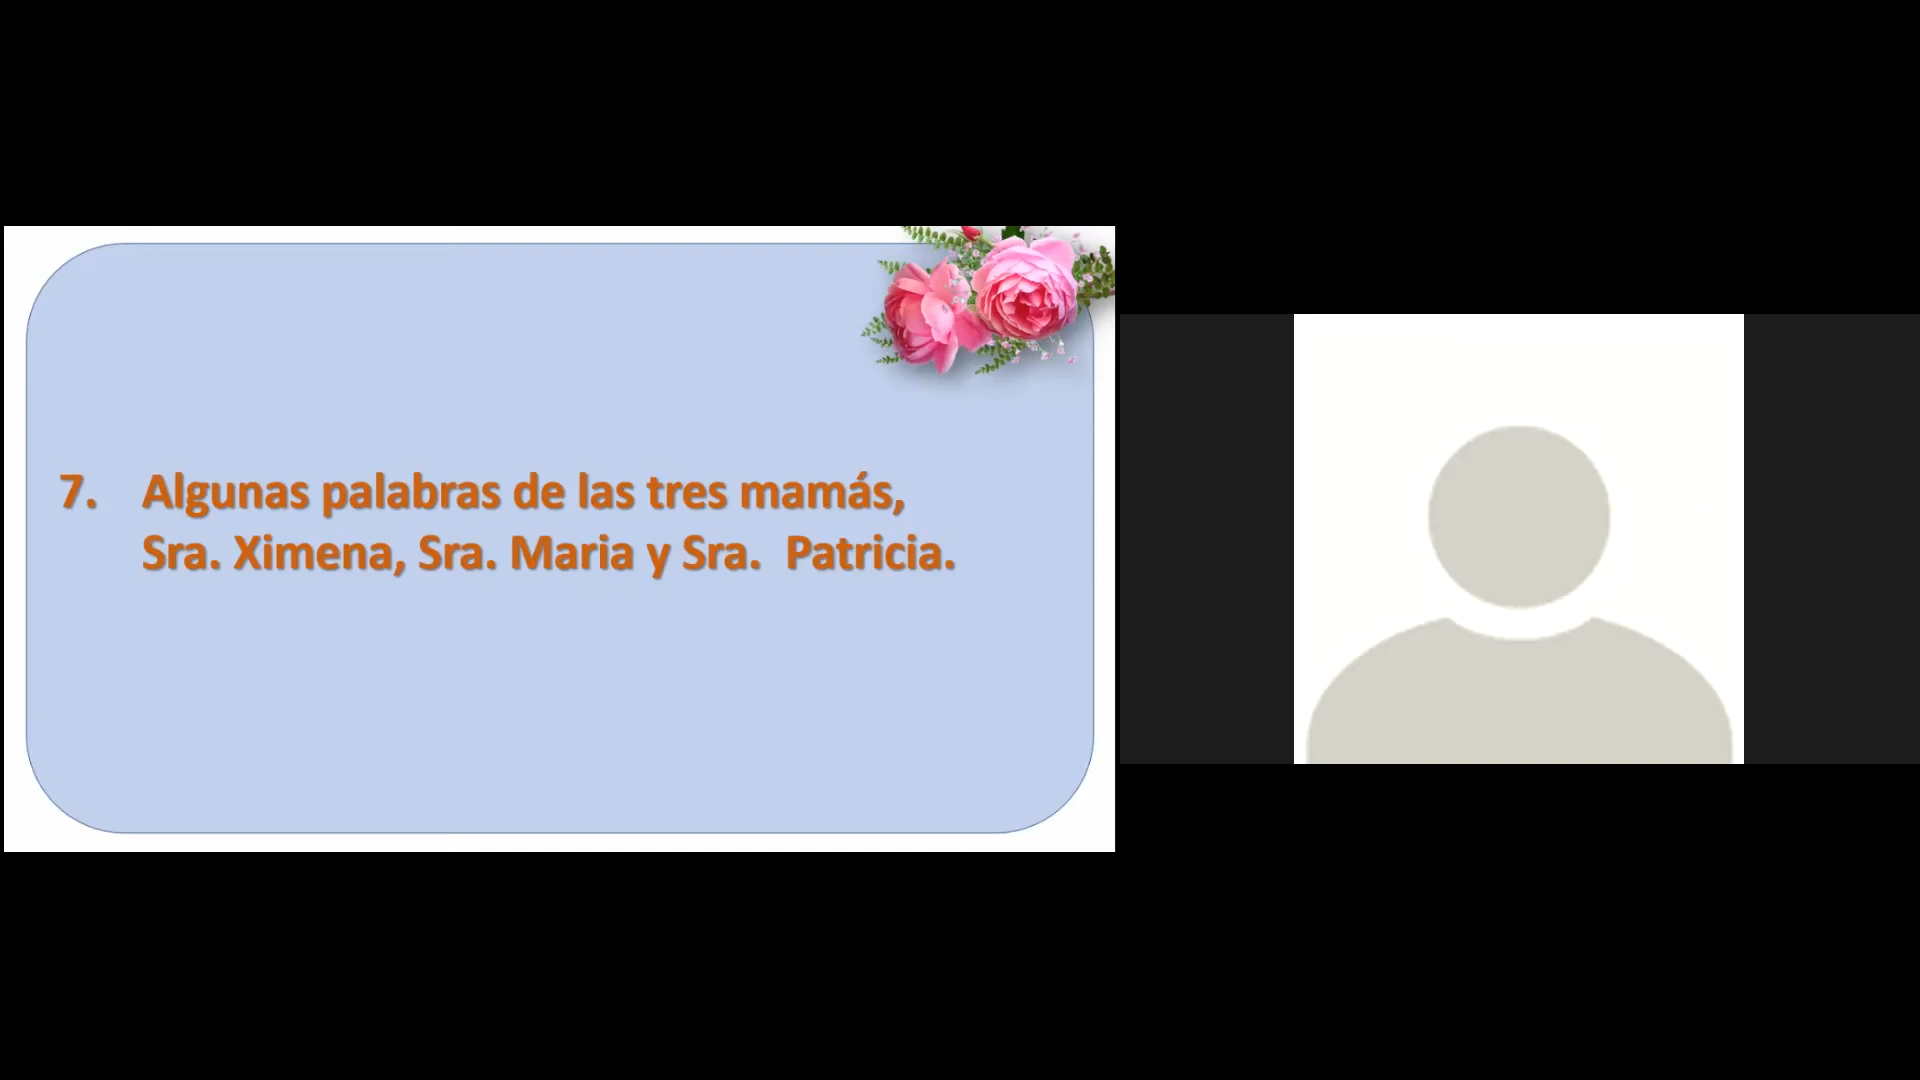 7. Algunas palabras de las tres mamás,
Sra. Ximena, Sra. Maria y Sra. Patricia.